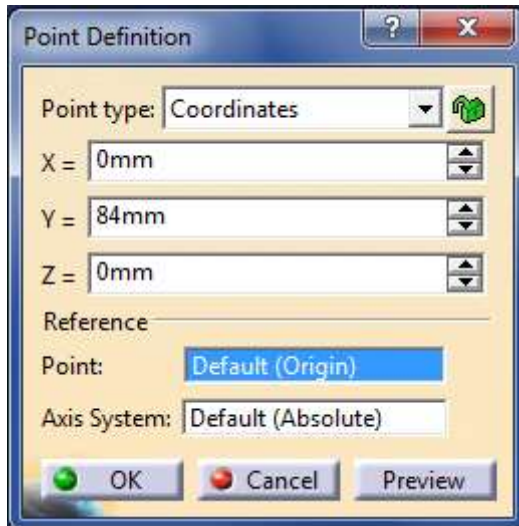 Point Definition
?
X
Point type: Coordinates
X = 0mm
Y = 84mm
Z = 0mm
Reference
Point: Default (Origin)
Axis System: Default (Absolute)
OK Cancel Preview